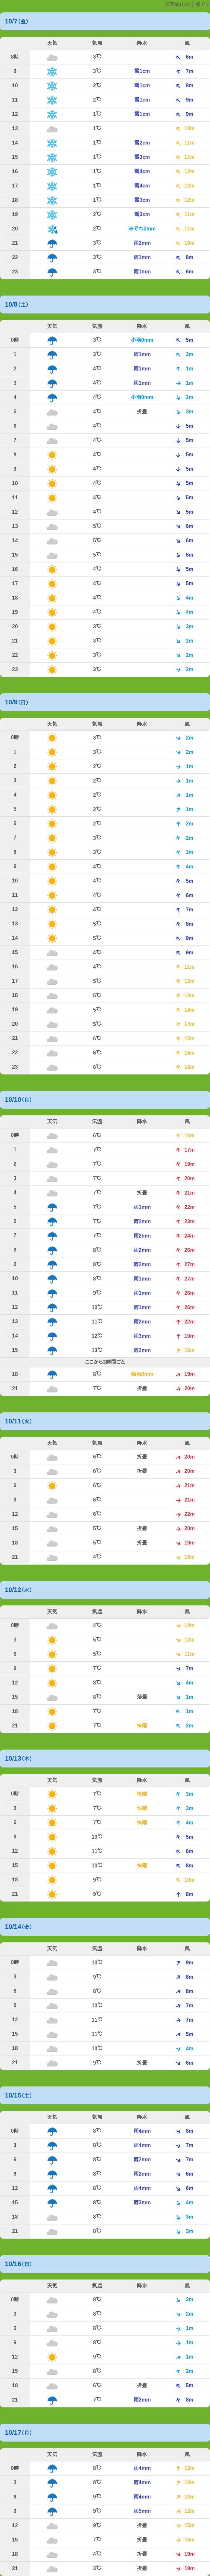 10/7(金)
天気 気温 降水 風
8時 3℃ 6m
9 3℃ 雪1cm 7m
10 2℃ 雪1cm 8m
11 2℃ 雪1cm 9m
12 1℃ 雪1cm 9m
13 1℃ 10m
14 1℃ 雪2cm 11m
15 1℃ 雪3cm 11m
16 1℃ 雪4cm 12m
17 1℃ 雪4cm 12m
18 1℃ 雪3cm 12m
19 2℃ 雪3cm 11m
20 2℃ みぞれ2mm 11m
21 3℃ 雨2mm 10m
22 3℃ 雨1mm 8m
23 3℃ 雨1mm 6m
10/8(土)
天気 気温 降水 風
0時 3℃ 小雨0mm 5m
1 3℃ 雨1mm 3m
2 4℃ 雨1mm 1m
3 4℃ 雨1mm 1m
4 4℃ 小雨0mm 2m
5 4℃ 折曇 3m
6 4℃ 5m
7 4℃ 5m
8 4℃ 5m
9 4℃ 5m
10 4℃ 5m
11 4℃ 5m
12 4℃ 5m
13 5℃ 6m
14 5℃ 6m
15 5℃ 6m
16 4℃ 5m
17 4℃ 5m
18 4℃ 4m
19 4℃ 4m
20 3℃ 3m
21 3℃ 2m
22 3℃ 2m
23 3℃ 2m
10/9(日)
天気 気温 降水 風
0時 3℃ 2m
1 3℃ 2m
2 2℃ 1m
3 2℃ 1m
4 2℃ 1m
5 2℃ 1m
6 2℃ 2m
7 3℃ 2m
8 3℃ 3m
9 4℃ 4m
10 4℃ 5m
11 4℃ 6m
12 4℃ 7m
13 5℃ 8m
14 5℃ 9m
15 4℃ 9m
16 4℃ 11m
17 5℃ 12m
18 5℃ 13m
19 5℃ 14m
20 5℃ 14m
21 6℃ 15m
22 6℃ 15m
23 6℃ 16m
10/10(月)
天気 気温 降水 風
0時 6℃ 16m
1 7℃ 17m
2 7℃ 19m
3 7℃ 20m
4 7℃ 折曇 21m
5 7℃ 雨1mm 22m
6 7℃ 雨2mm 23m
7 7℃ 雨2mm 24m
8 8℃ 雨2mm 26m
9 8℃ 雨2mm 27m
10 8℃ 雨1mm 27m
11 9℃ 雨1mm 26m
12 10℃ 雨1mm 26m
13 11℃ 雨2mm 22m
14 12℃ 雨3mm 19m
15 13℃ 雨2mm 16m
ここから3時間ごと
18 8℃ 19m
21 7℃ 折曇 20m
10/11(火)
天気 気温 降水 風
0時 6℃ 折曇 20m
3 6℃ 折曇 20m
6 6℃ 21m
9 6℃ 21m
12 6℃ 22m
15 5℃ 折曇 20m
18 5℃ 折曇 19m
21 4℃ 16m
10/12(水)
天気 気温 降水 風
0時 4℃ 14m
3 5℃ 12m
6 5℃ 11m
9 7℃ 7m
12 8℃ 4m
15 8℃ 薄曇 1m
18 7℃ 1m
21 7℃ 快晴 2m
10/13(木)
天気 気温 降水 風
0時 7℃ 快晴 3m
3 7℃ 快晴 3m
6 7℃ 快晴 4m
9 10℃ 5m
12 11℃ 6m
15 10℃ 快晴 8m
18 9℃ 10m
21 9℃ 8m
10/14(金)
天気 気温 降水 風
0時 10℃ 9m
3 9℃ 8m
6 8℃ 8m
9 10℃ 7m
12 11℃ 7m
15 11℃ 5m
18 10℃ 4m
21 9℃ 折曇 6m
10/15(土)
天気 気温 降水 風
0時 8℃ 雨4mm 8m
3 8℃ 雨4mm 7m
6 8℃ 雨2mm 7m
9 8℃ 雨2mm 6m
12 8℃ 雨4mm 6m
15 8℃ 雨3mm 4m
18 8℃ 3m
21 8℃ 3m
10/16(日)
天気 気温 降水 風
0時 8℃ 3m
3 8℃ 2m
6 8℃ 1m
9 8℃ 1m
12 9℃ 1m
15 8℃ 2m
18 6℃ 折曇 5m
21 7℃ 雨2mm 8m
10/17(月)
天気 気温 降水 風
0時 8℃ 雨4mm 12m
3 8℃ 雨4mm 10m
6 9℃ 雨4mm 10m
9 9℃ 雨5mm 12m
12 9℃ 折曇 15m
15 7℃ 折曇 16m
18 4℃ 折曇 19m
21 3℃ 折曇 19m